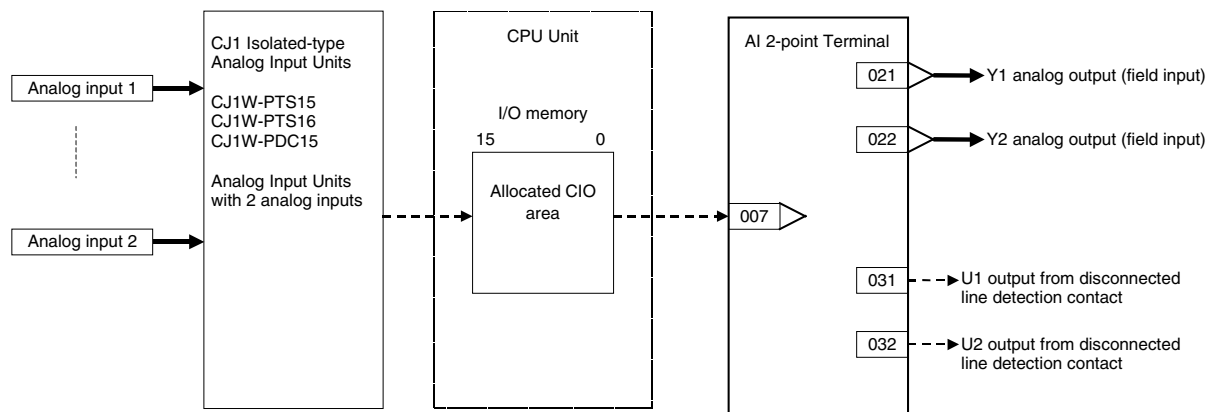 Analog input 1
Analog input 2
CJ1 Isolated-type
Analog Input Units
CJ1W-PTS15
CJ1W-PTS16
CJ1W-PDC15
Analog Input Units
with 2 analog inputs
CPU Unit
I/O memory
15 0
Allocated CIO
area
AI 2-point Terminal
007
021
Y1 analog output (field input)
022
Y2 analog output (field input)
031
U1 output from disconnected
line detection contact
032
U2 output from disconnected
line detection contact